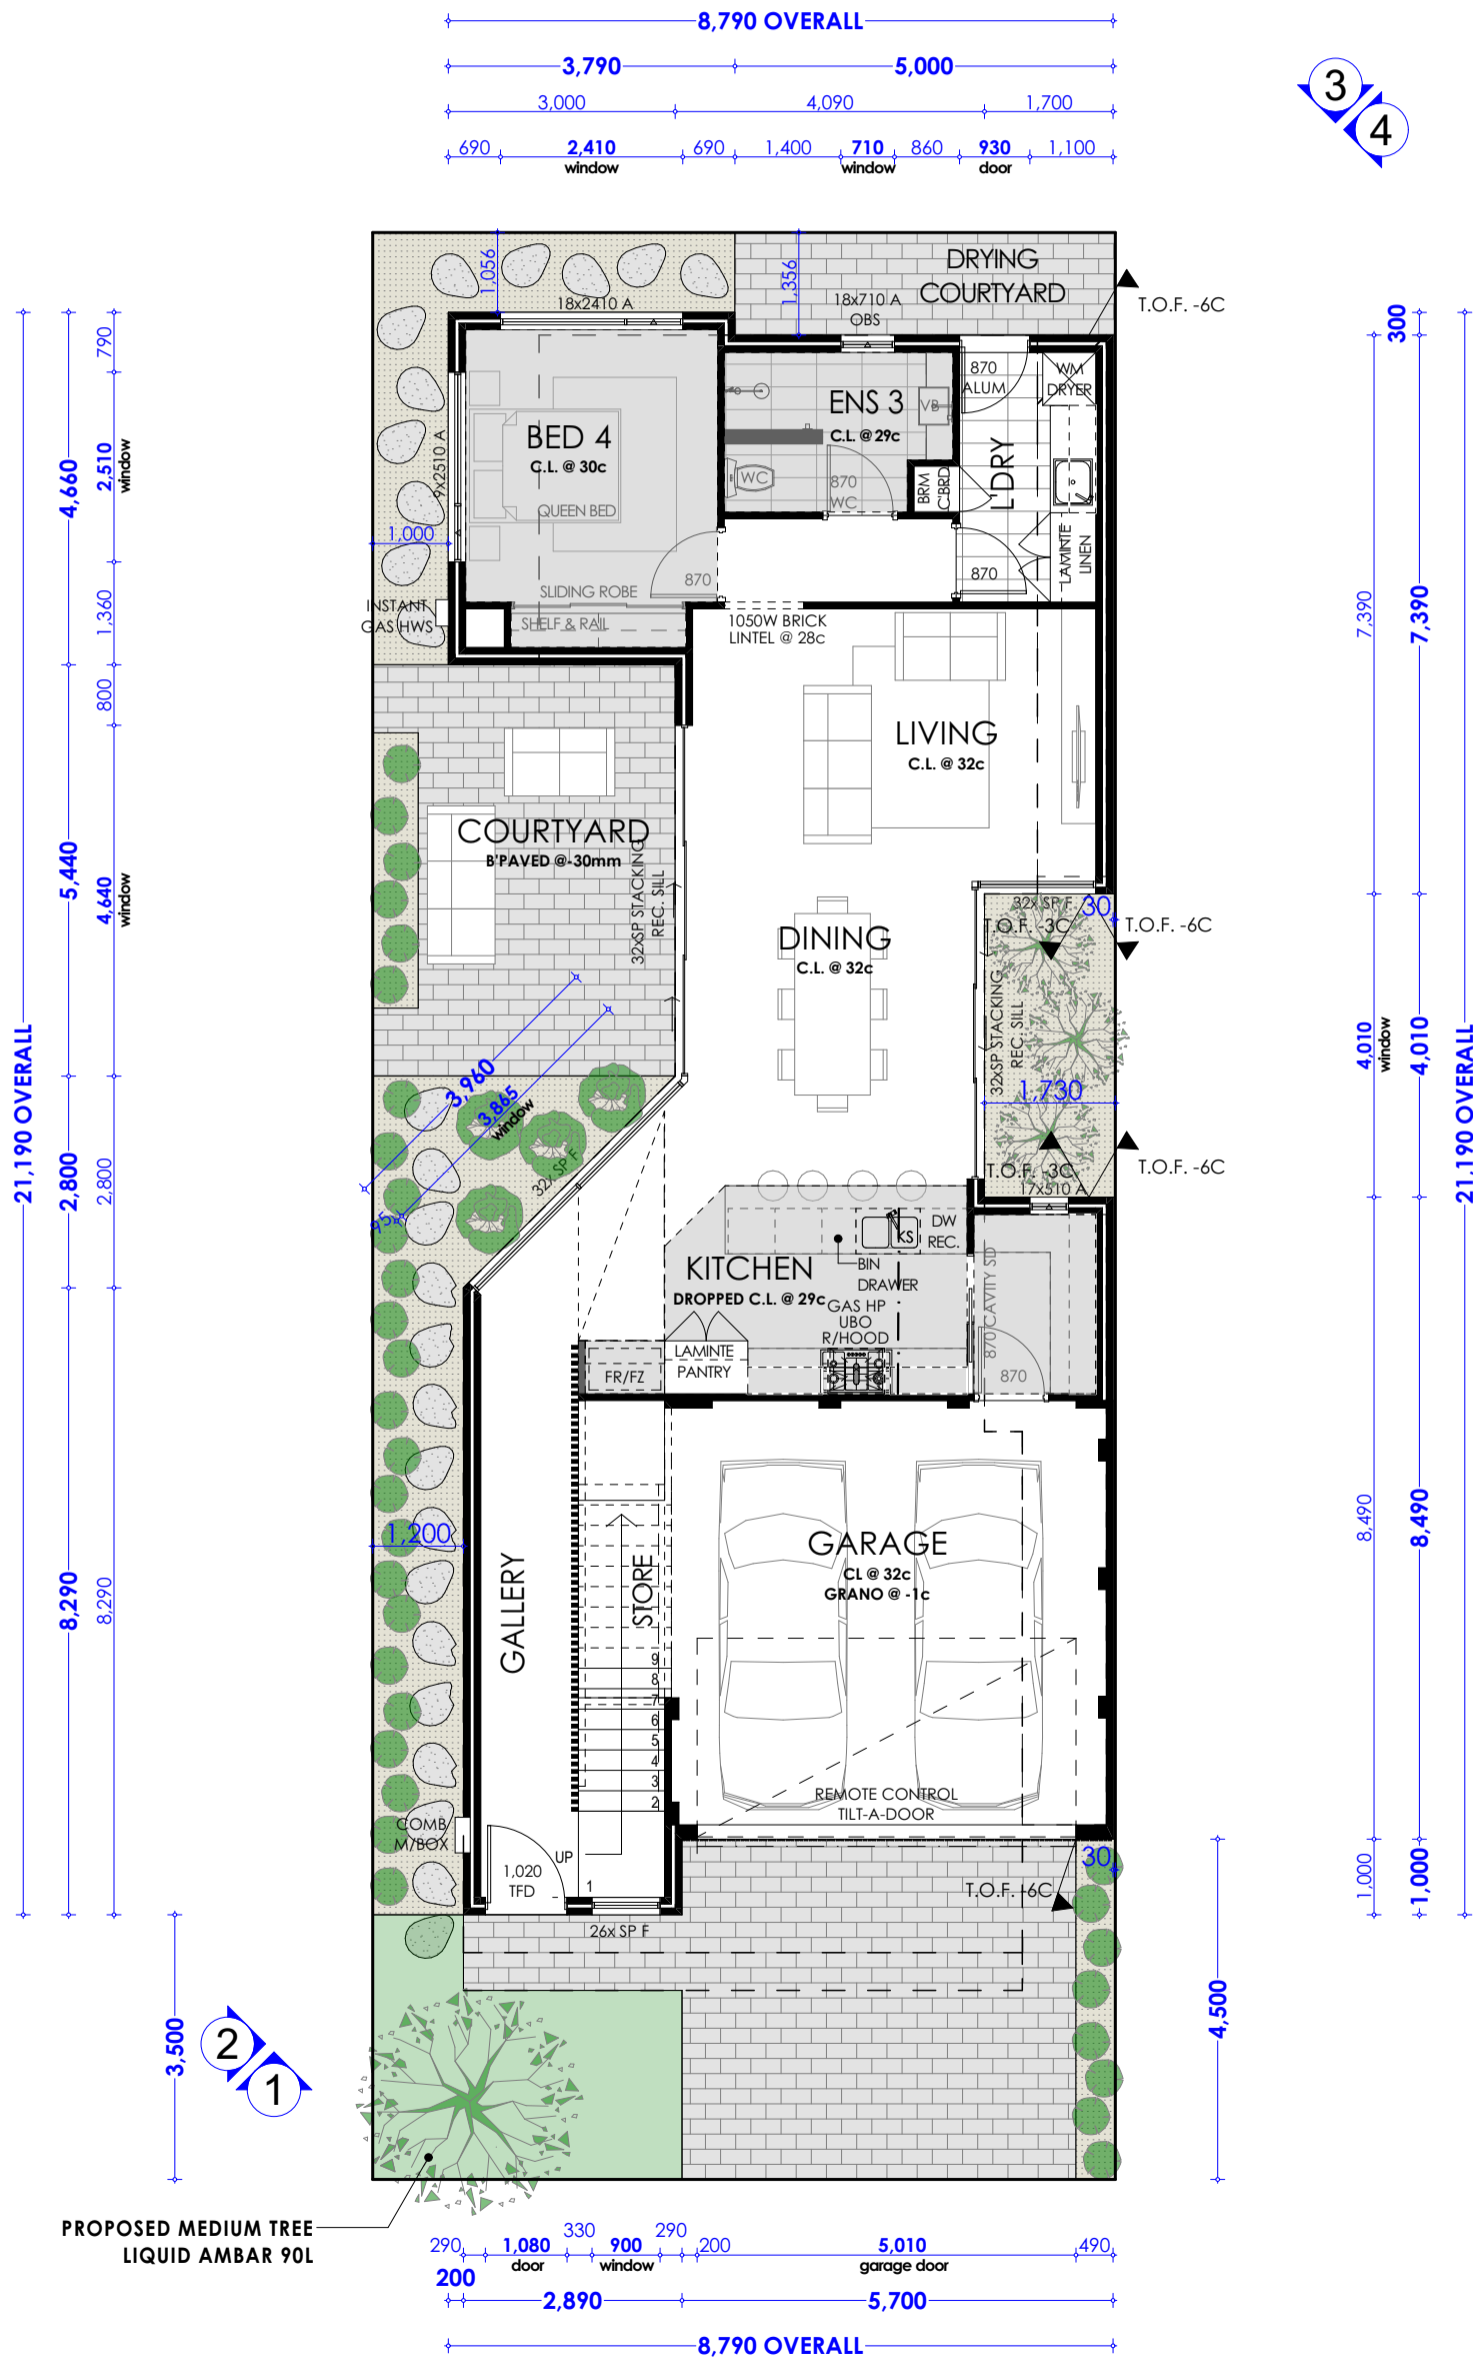 8,790 OVERALL
3,790
5,000
3,000
4,090
1,700
690
2,410
window
690
1,400
710
window
860
930
door
1,100
3
4
1,056
1,356
DRYING
COURTYARD
T.O.F. -6C
18x2410 A
18x710 A
OBS
300
790
2,510
window
4,660
1,360
9x2510 A
1,000
BED 4
C.L. @ 30c
QUEEN BED
ENS 3
C.L. @ 29c
VB
WC
870
WC
870
ALUM
WM
DRYER
L'DRY
BRM
C'BRD
LAMINTE
LINEN
870
870
SLIDING ROBE
SHELF & RAIL
INSTANT
GAS HWS
1050W BRICK
LINTEL @ 28c
7,390
7,390
800
5,440
4,640
window
LIVING
C.L. @ 32c
COURTYARD
B'PAVED @-30mm
32xSP STACKING
REC. SILL
DINING
C.L. @ 32c
32x SP F
30
T.O.F. -3C
T.O.F. -6C
32xSP STACKING
REC. SILL
1,730
4,010
window
4,010
21,190 OVERALL
21,190 OVERALL
3,960
3,865
window
95
32x SP F
2,800
2,800
T.O.F. -3C
T.O.F. -6C
17x510 A
KITCHEN
DROPPED C.L. @ 29c
KS
DW
REC.
BIN
DRAWER
GAS HP
UBO
R/HOOD
870 CAVITY SD
870
LAMINTE
PANTRY
FR/FZ
8,290
8,290
1,200
GALLERY
STORE
GARAGE
CL @ 32c
GRANO @ -1c
8,490
8,490
9
8
7
6
5
4
3
2
1
UP
REMOTE CONTROL
TILT-A-DOOR
COMB
M/BOX
1,020
TFD
26x SP F
30
T.O.F. -6C
1,000
1,000
3,500
4,500
2
1
PROPOSED MEDIUM TREE
LIQUID AMBAR 90L
290
1,080
door
330
900
window
290
200
5,010
garage door
490
200
2,890
5,700
8,790 OVERALL